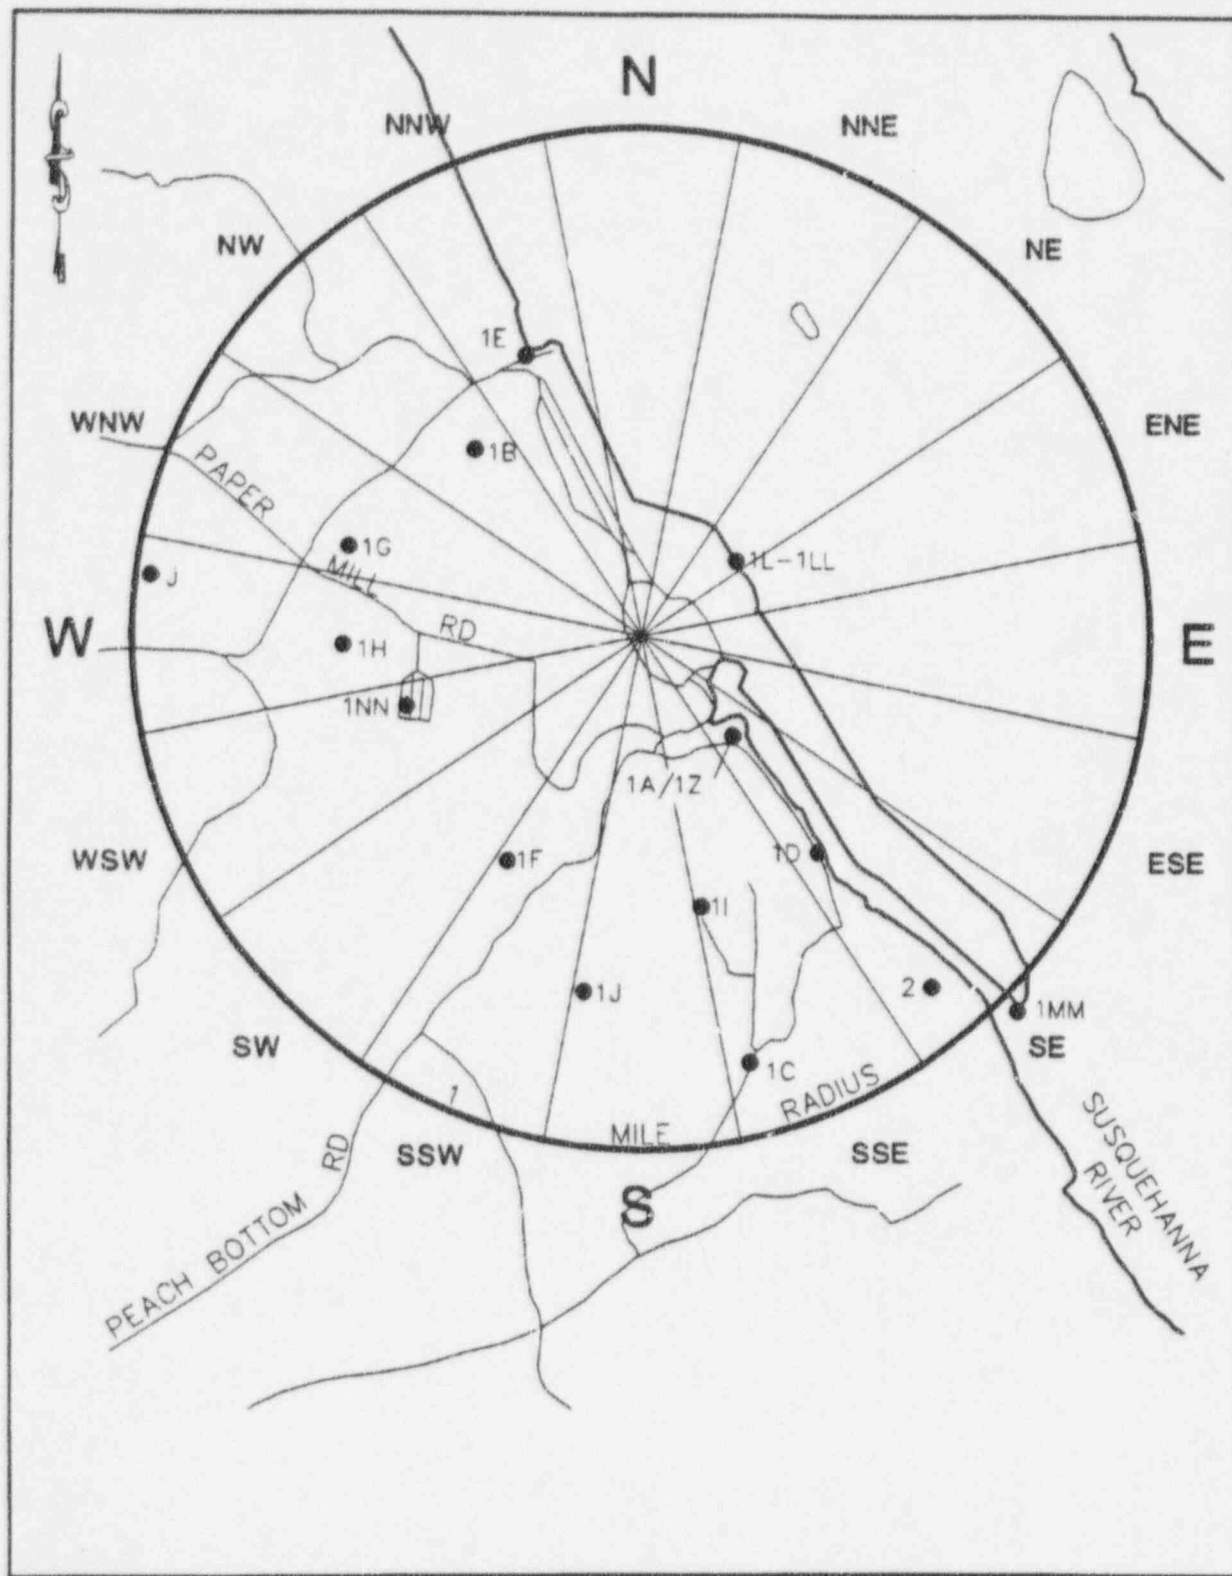 N
NNW
NNE
NW
NE
1E
WNW
ENE
1B
PAPER
1G
1L-1LL
MILL
J
RD
W
E
1H
1NN
1A/1Z
1D
WSW
1F
ESE
1I
2
1J
1MM
SW
SE
1C
RADIUS
1
MILE
SSW
SSE
RD
S
SUSQUEHANNA
RIVER
PEACH BOTTOM